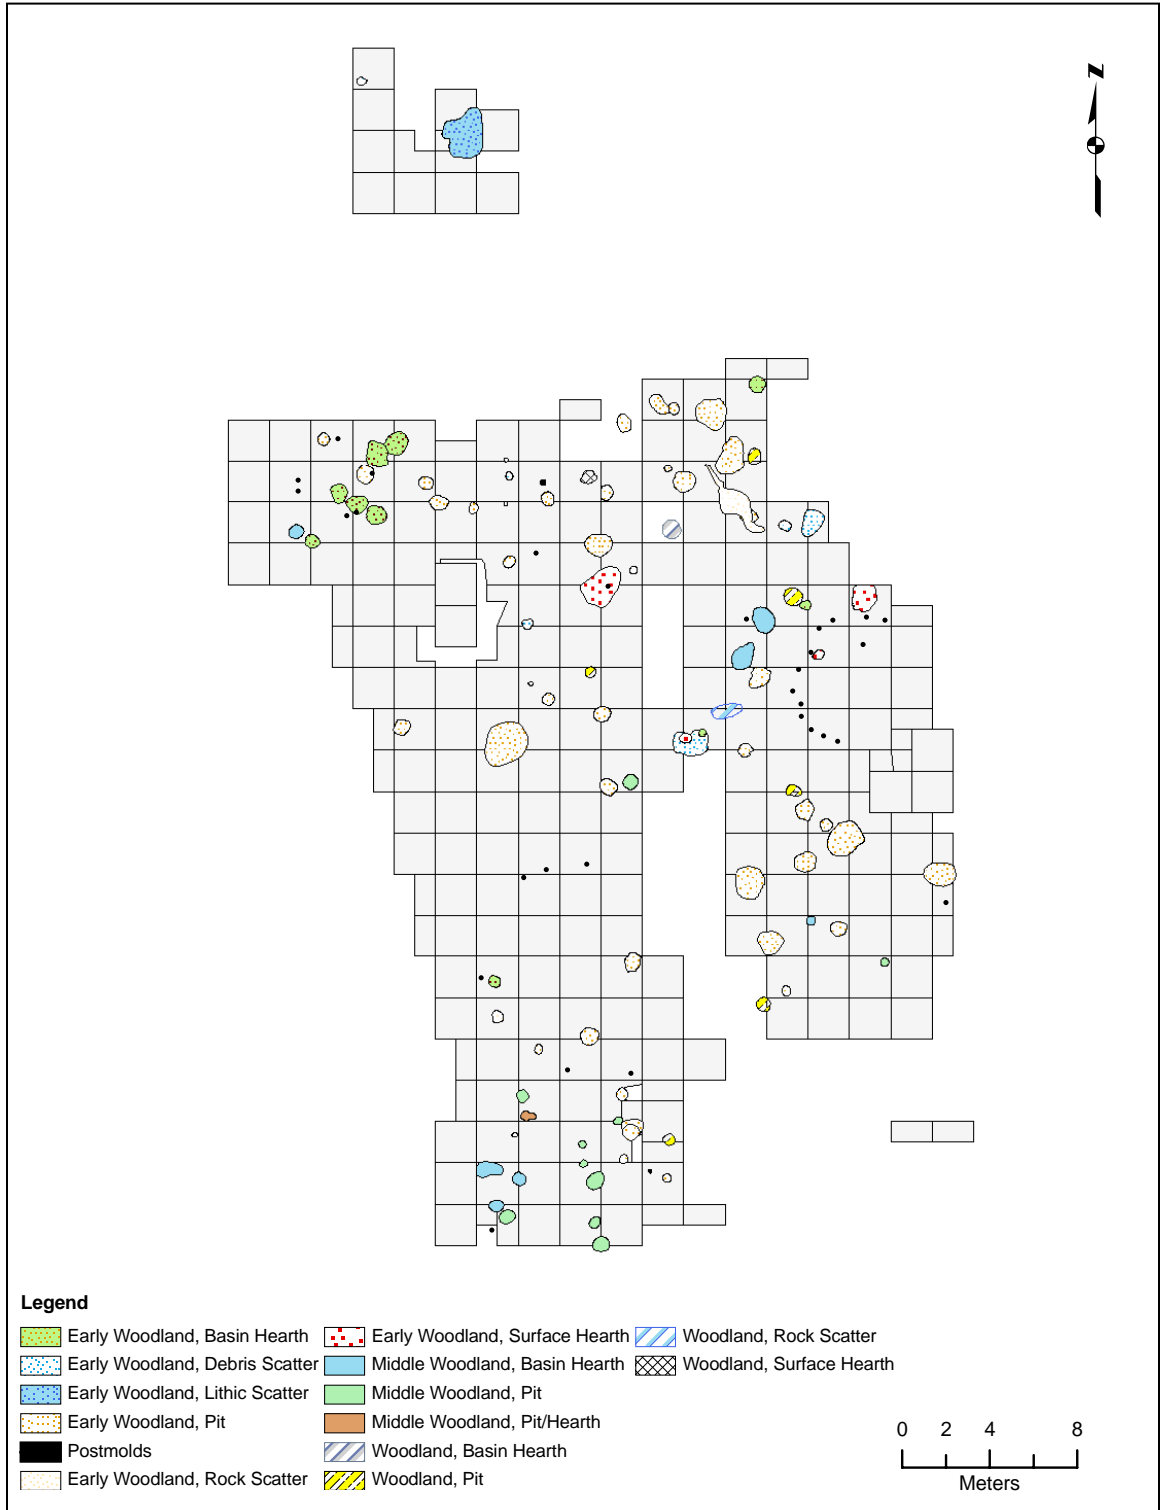 N
Legend
Early Woodland, Basin Hearth
Early Woodland, Debris Scatter
Early Woodland, Lithic Scatter
Early Woodland, Pit
Postmolds
Early Woodland, Rock Scatter
Early Woodland, Surface Hearth
Middle Woodland, Basin Hearth
Middle Woodland, Pit
Middle Woodland, Pit/Hearth
Woodland, Basin Hearth
Woodland, Pit
Woodland, Rock Scatter
Woodland, Surface Hearth
0 2 4 8
Meters